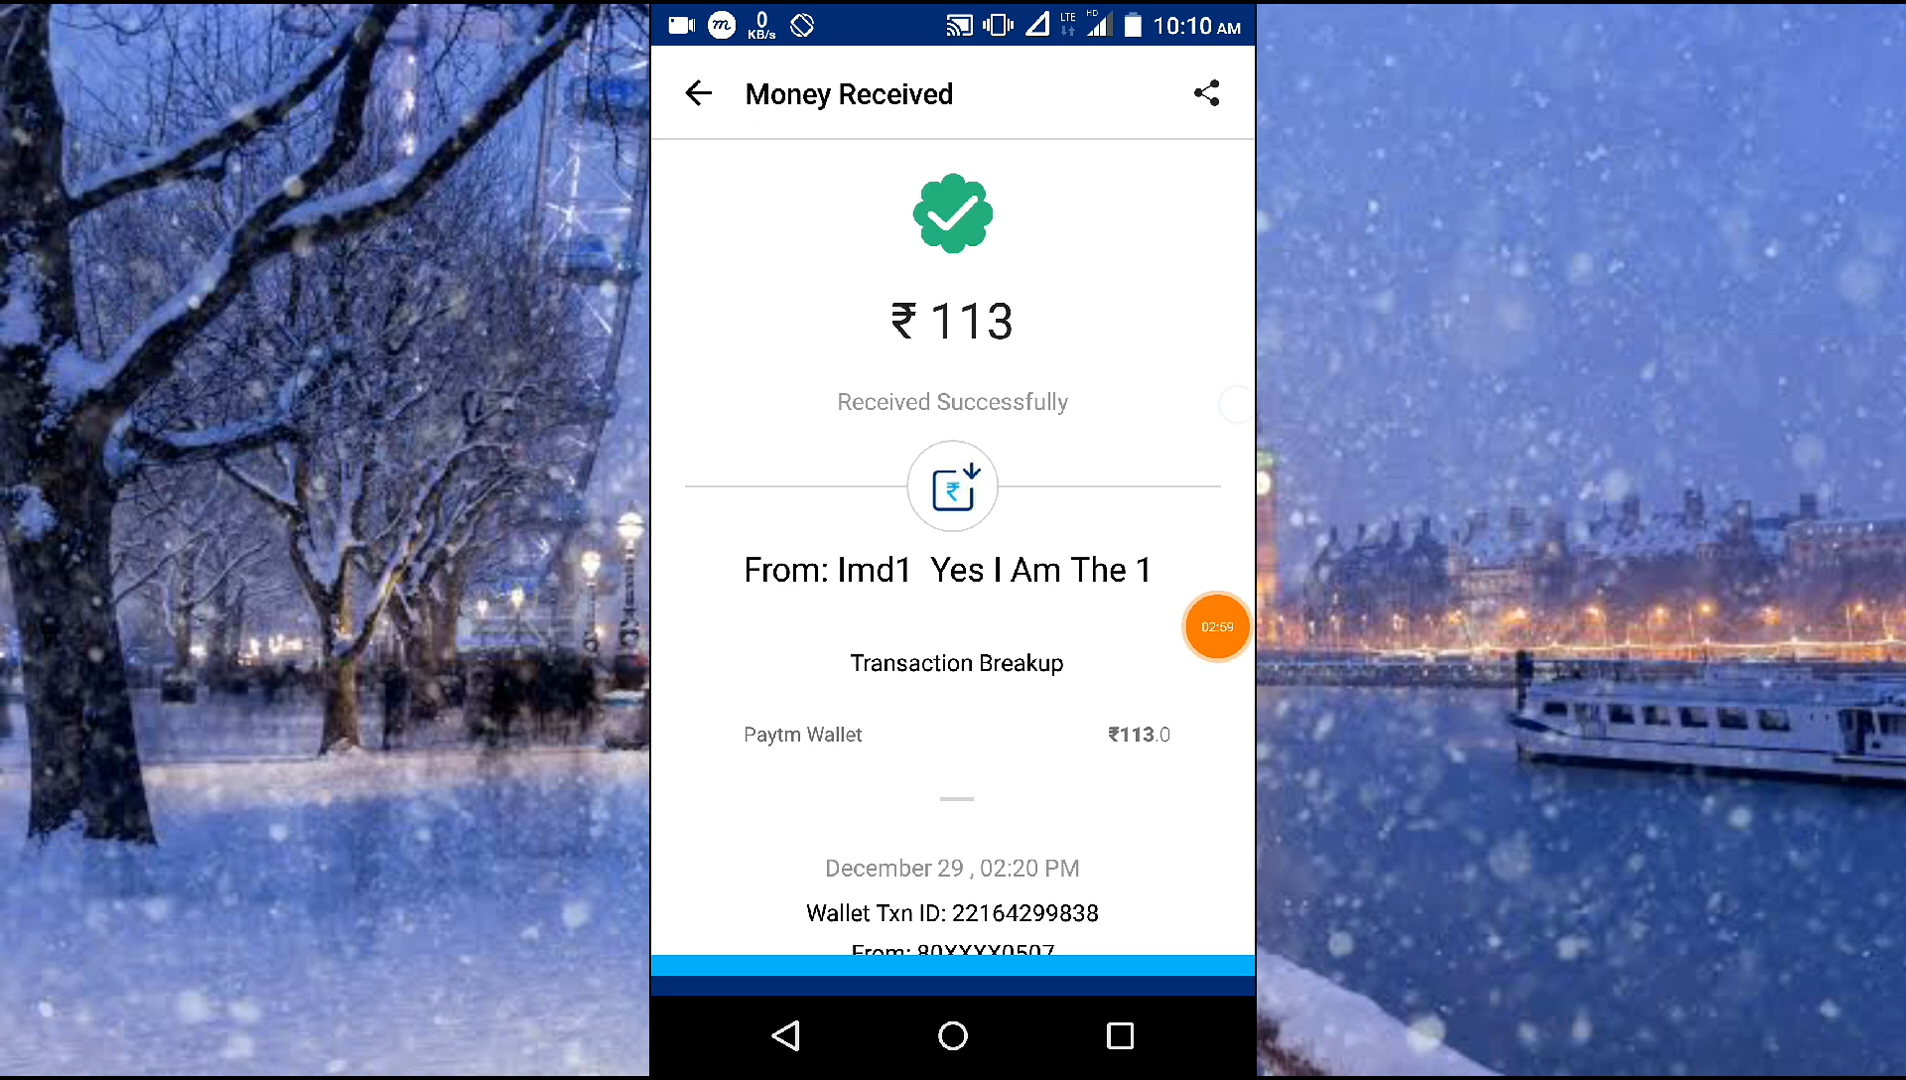 m 0 KB/s LTE HD 10:10 AM
Money Received
₹ 113
Received Successfully
₹
From: Imd1 Yes I Am The 1
02:59
Transaction Breakup
Paytm Wallet ₹113.0
December 29 , 02:20 PM
Wallet Txn ID: 22164299838
From: 80XXXX0507